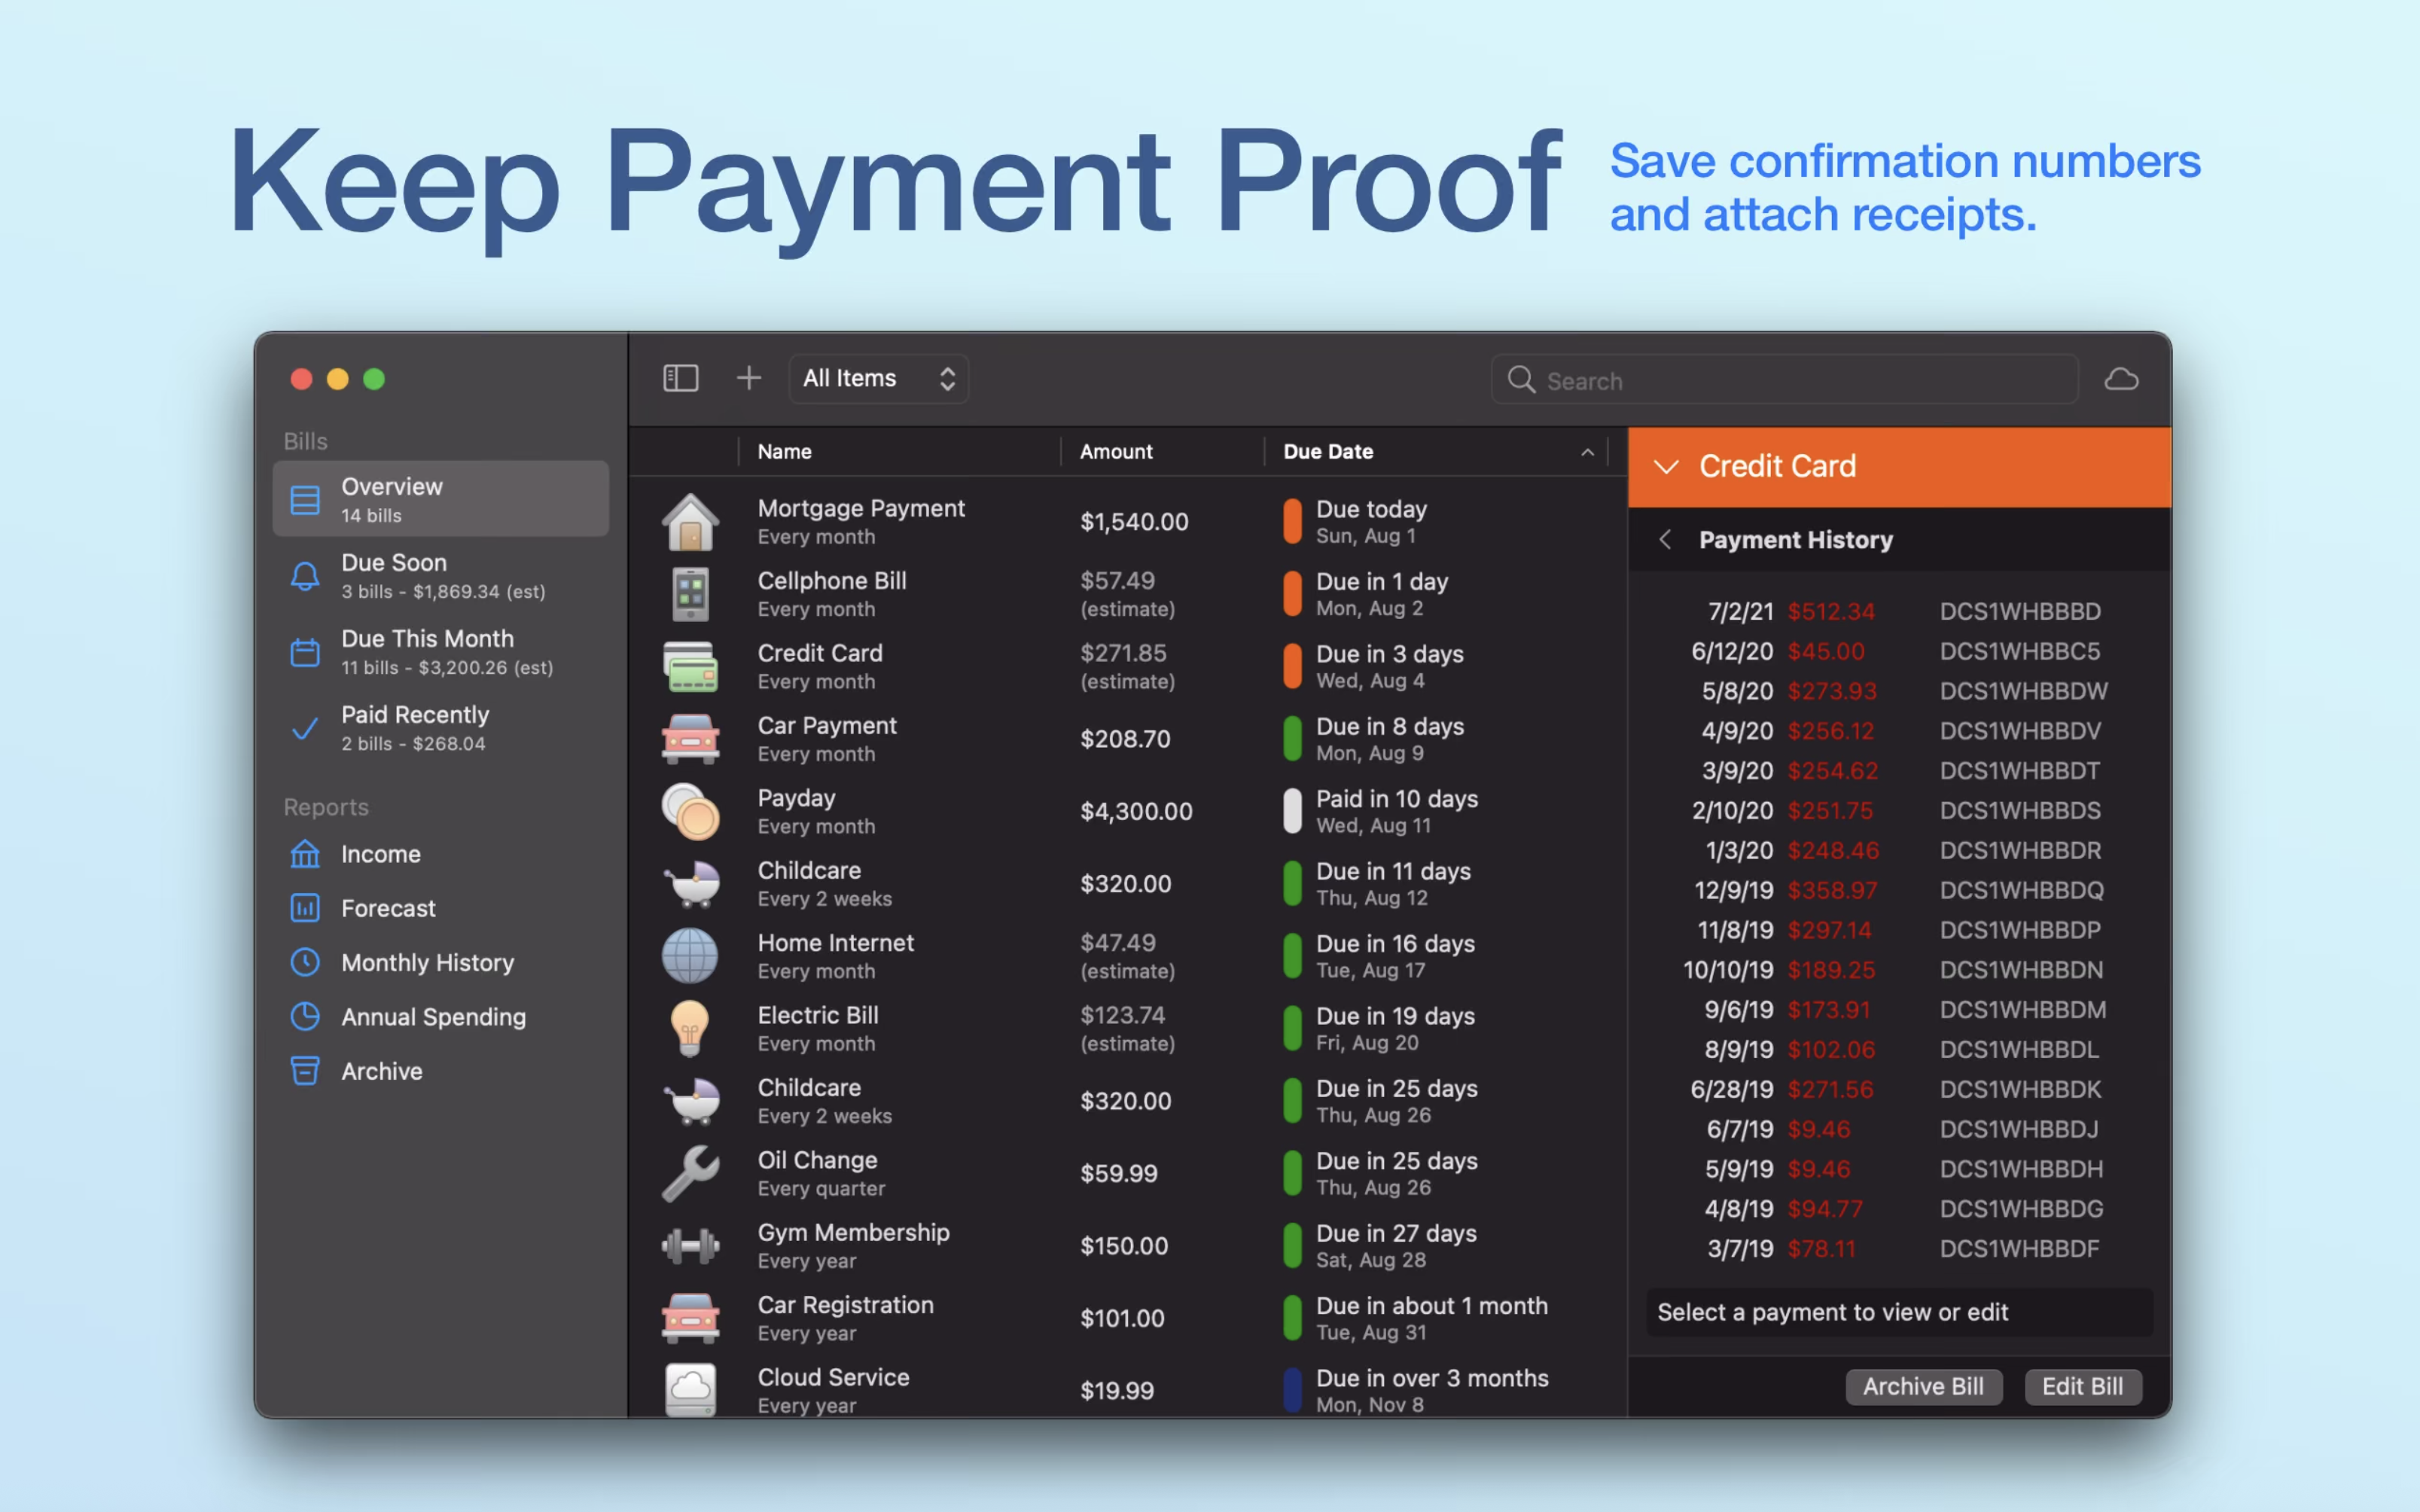 Keep Payment Proof
Save confirmation numbers
and attach receipts.
All Items
Search
Bills
Overview
14 bills
Due Soon
3 bills - $1,869.34 (est)
Due This Month
11 bills - $3,200.26 (est)
Paid Recently
2 bills - $268.04
Reports
Income
Forecast
Monthly History
Annual Spending
Archive
Name Amount Due Date
Mortgage Payment $1,540.00 Due today
Every month Sun, Aug 1
Cellphone Bill $57.49 Due in 1 day
Every month (estimate) Mon, Aug 2
Credit Card $271.85 Due in 3 days
Every month (estimate) Wed, Aug 4
Car Payment $208.70 Due in 8 days
Every month Mon, Aug 9
Payday $4,300.00 Paid in 10 days
Every month Wed, Aug 11
Childcare $320.00 Due in 11 days
Every 2 weeks Thu, Aug 12
Home Internet $47.49 Due in 16 days
Every month (estimate) Tue, Aug 17
Electric Bill $123.74 Due in 19 days
Every month (estimate) Fri, Aug 20
Childcare $320.00 Due in 25 days
Every 2 weeks Thu, Aug 26
Oil Change $59.99 Due in 25 days
Every quarter Thu, Aug 26
Gym Membership $150.00 Due in 27 days
Every year Sat, Aug 28
Car Registration $101.00 Due in about 1 month
Every year Tue, Aug 31
Cloud Service $19.99 Due in over 3 months
Every year Mon, Nov 8
Credit Card
Payment History
7/2/21 $512.34 DCS1WHBBBD
6/12/20 $45.00 DCS1WHBBC5
5/8/20 $273.93 DCS1WHBBDW
4/9/20 $256.12 DCS1WHBBDV
3/9/20 $254.62 DCS1WHBBDT
2/10/20 $251.75 DCS1WHBBDS
1/3/20 $248.46 DCS1WHBBDR
12/9/19 $358.97 DCS1WHBBDQ
11/8/19 $297.14 DCS1WHBBDP
10/10/19 $189.25 DCS1WHBBDN
9/6/19 $173.91 DCS1WHBBDM
8/9/19 $102.06 DCS1WHBBDL
6/28/19 $271.56 DCS1WHBBDK
6/7/19 $9.46 DCS1WHBBDJ
5/9/19 $9.46 DCS1WHBBDH
4/8/19 $94.77 DCS1WHBBDG
3/7/19 $78.11 DCS1WHBBDF
Select a payment to view or edit
Archive Bill Edit Bill